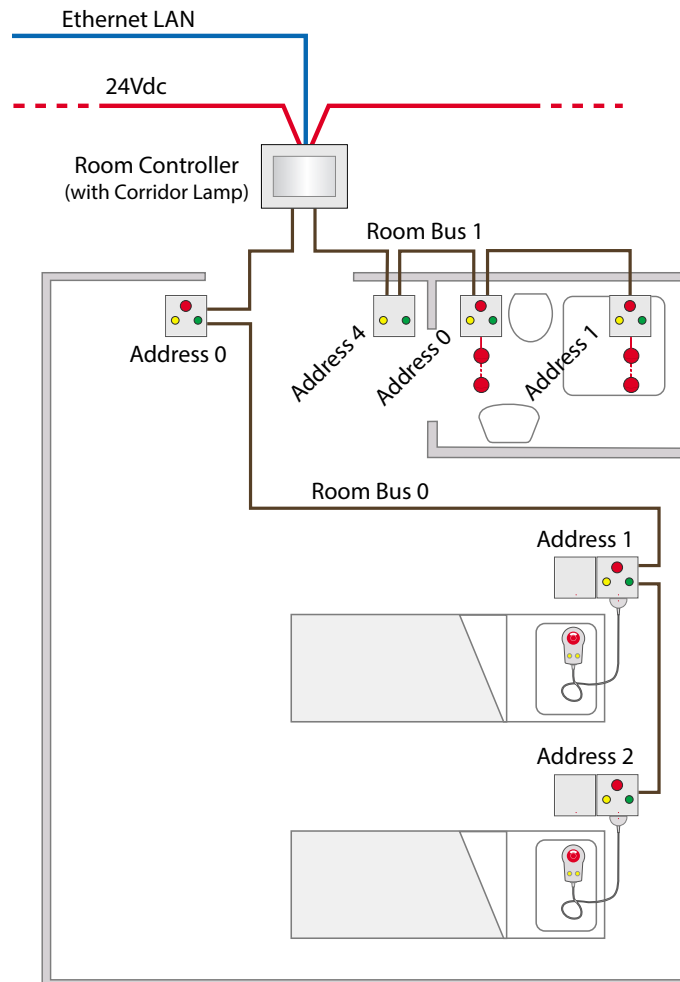 Ethernet LAN
24Vdc
Room Controller
(with Corridor Lamp)
Room Bus 1
Address 0
Address 4
Address 0
Address 1
Room Bus 0
Address 1
Address 2